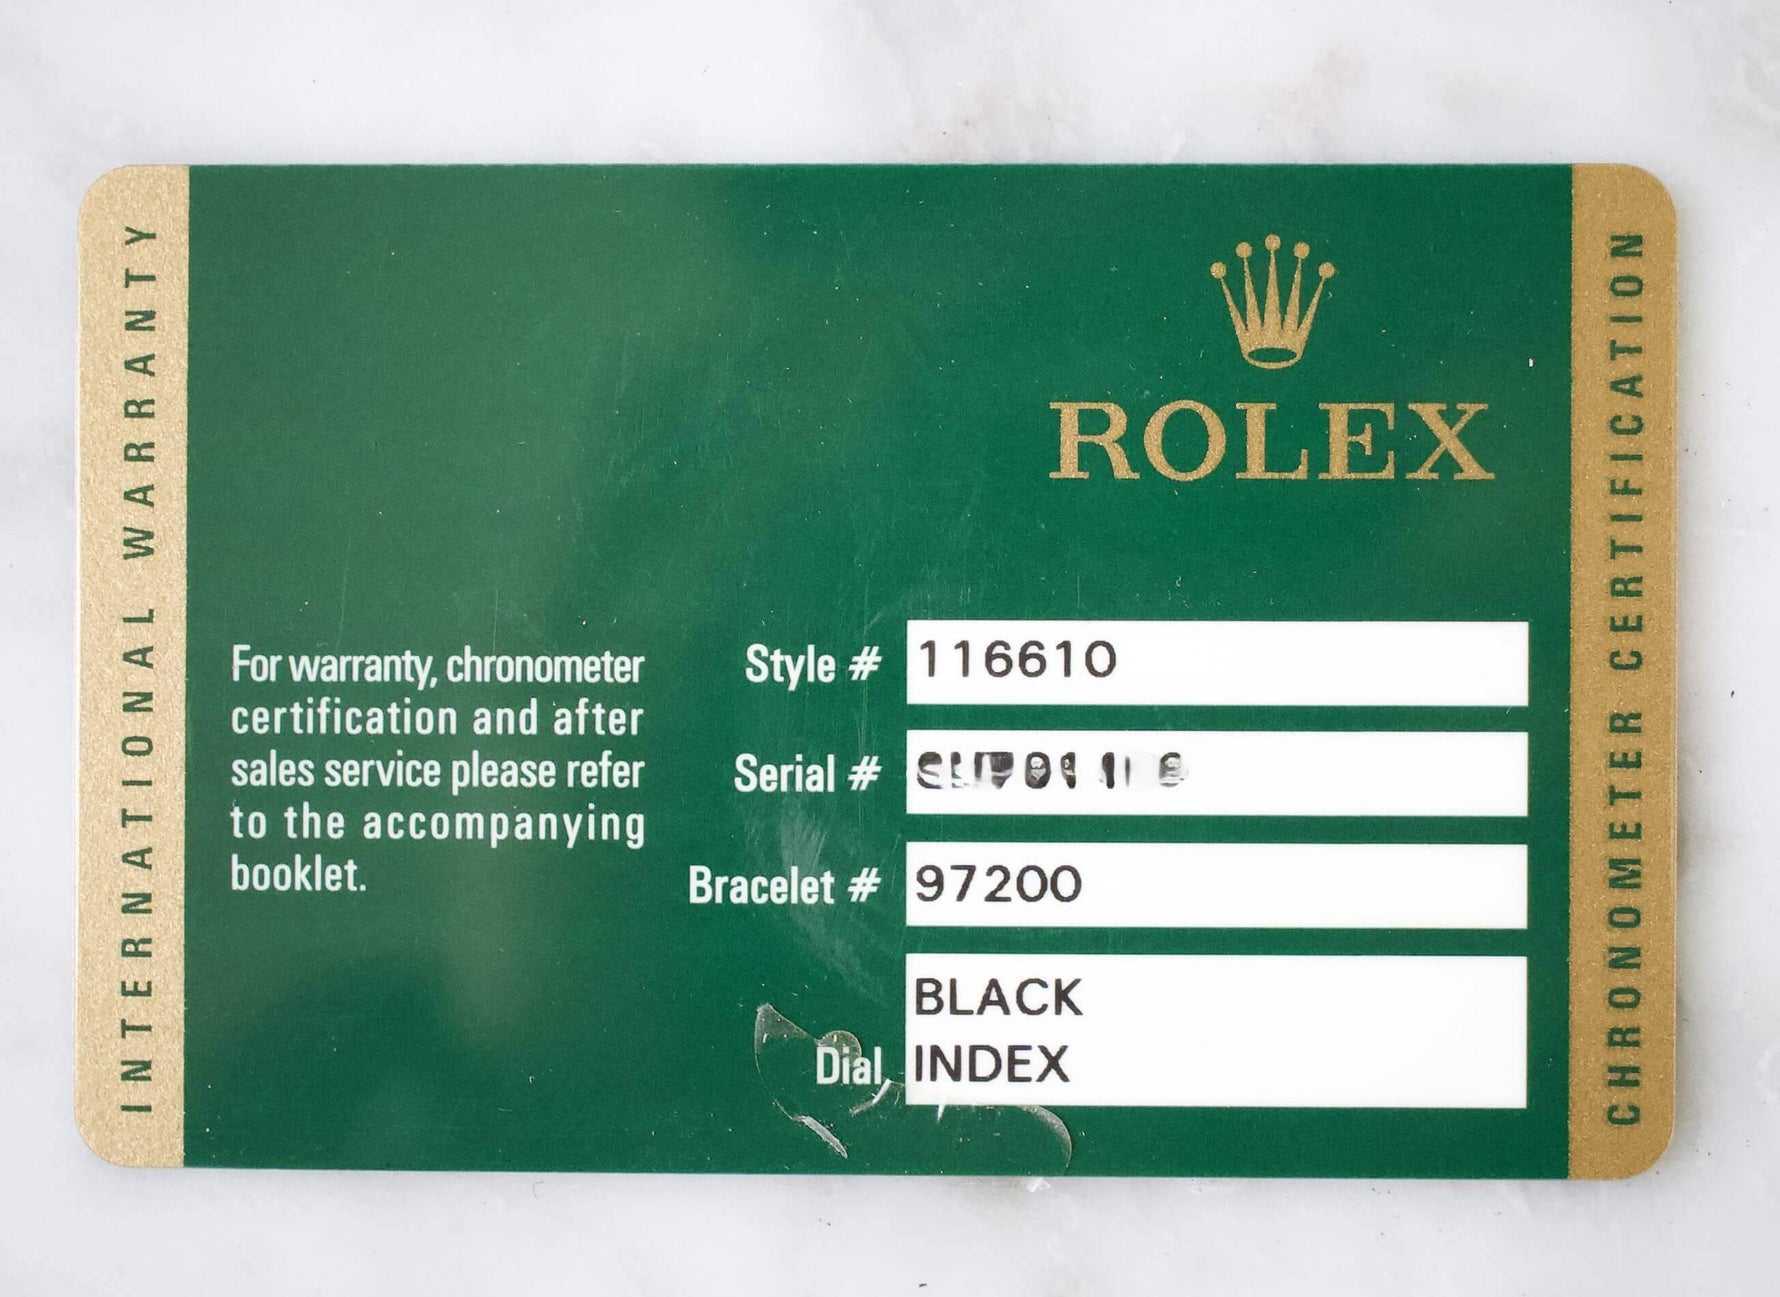 INTERNATIONAL WARRANTY
ROLEX
For warranty, chronometer
certification and after
sales service please refer
to the accompanying
booklet.
Style # 116610
Serial #
Bracelet # 97200
Dial BLACK
INDEX
CHRONOMETER CERTIFICATION